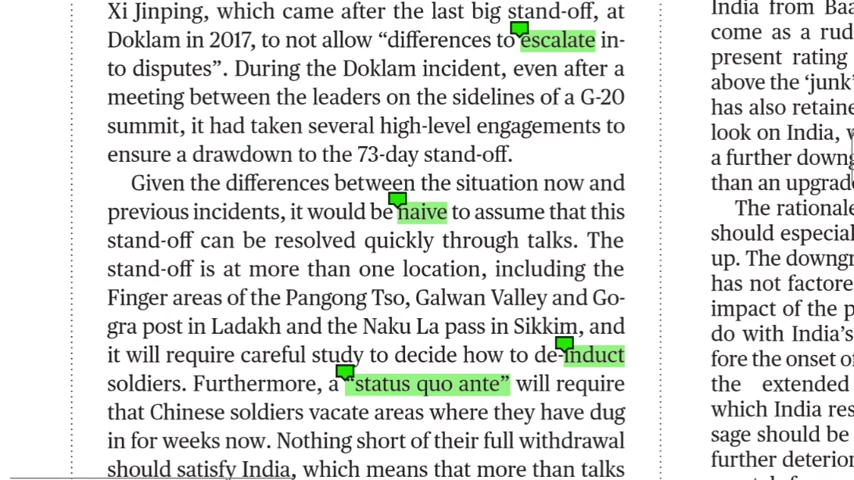 Xi Jinping, which came after the last big stand-off, at
Doklam in 2017, to not allow “differences to escalate in-
to disputes”. During the Doklam incident, even after a
meeting between the leaders on the sidelines of a G-20
summit, it had taken several high-level engagements to
ensure a drawdown to the 73-day stand-off.
Given the differences between the situation now and
previous incidents, it would be naive to assume that this
stand-off can be resolved quickly through talks. The
stand-off is at more than one location, including the
Finger areas of the Pangong Tso, Galwan Valley and Go-
gra post in Ladakh and the Naku La pass in Sikkim, and
it will require careful study to decide how to de-induct
soldiers. Furthermore, a “status quo ante” will require
that Chinese soldiers vacate areas where they have dug
in for weeks now. Nothing short of their full withdrawal
should satisfy India, which means that more than talks
India from
come as a
present rating
above the ‘junk’
has also
look on India,
a further
than an
The rationale
should
up. The
has not
impact of the
do with India’s
fore the onset of
the extended
which India
sage should be
further